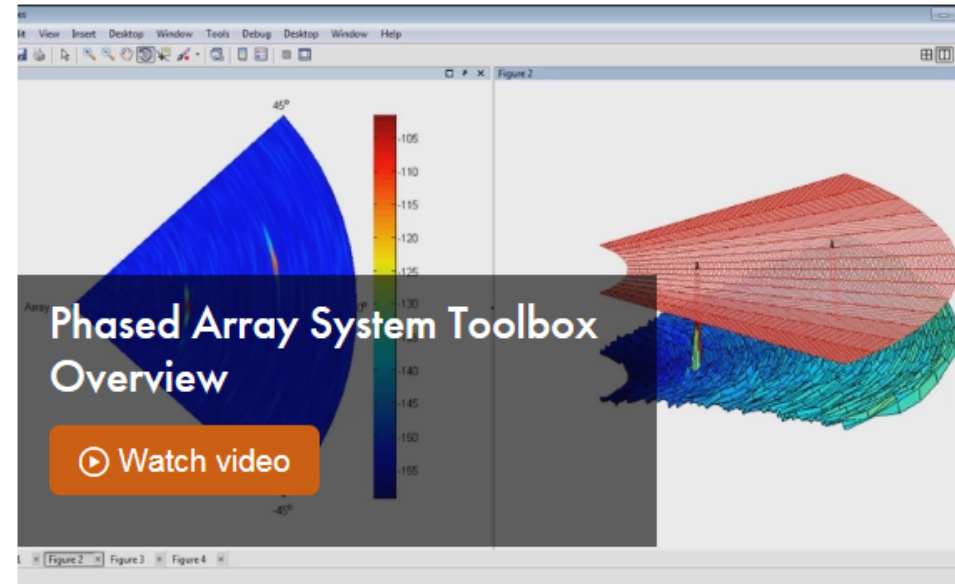 View Insert Desktop Window Tools Debug Desktop Window Help
Figure 2
45°
-105
-110
-115
-120
-125
Array
-130
Phased Array System Toolbox
Overview
-140
-145
Watch video
-150
-155
-45°
Figure 2 Figure 3 Figure 4